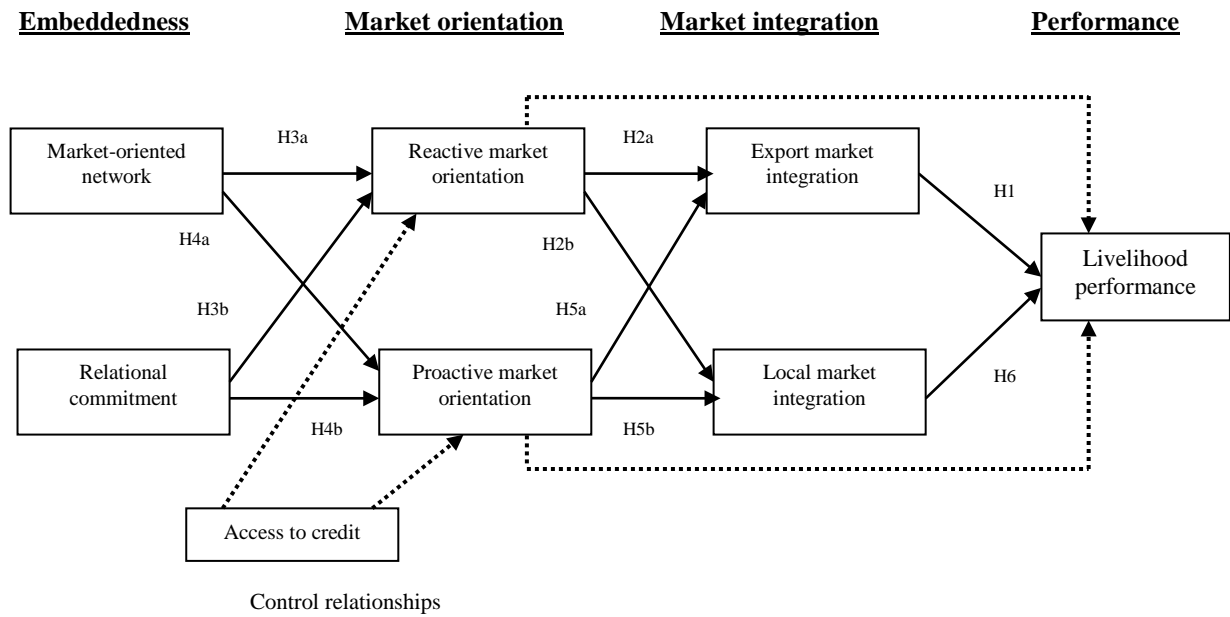 Embeddedness Market orientation Market integration Performance
H3a H2a
Market-oriented
network
Reactive market
orientation
Export market
integration
H1
H4a H2b
Livelihood
performance
H3b H5a
Relational
commitment
Proactive market
orientation
Local market
integration
H6
H4b H5b
Access to credit
Control relationships